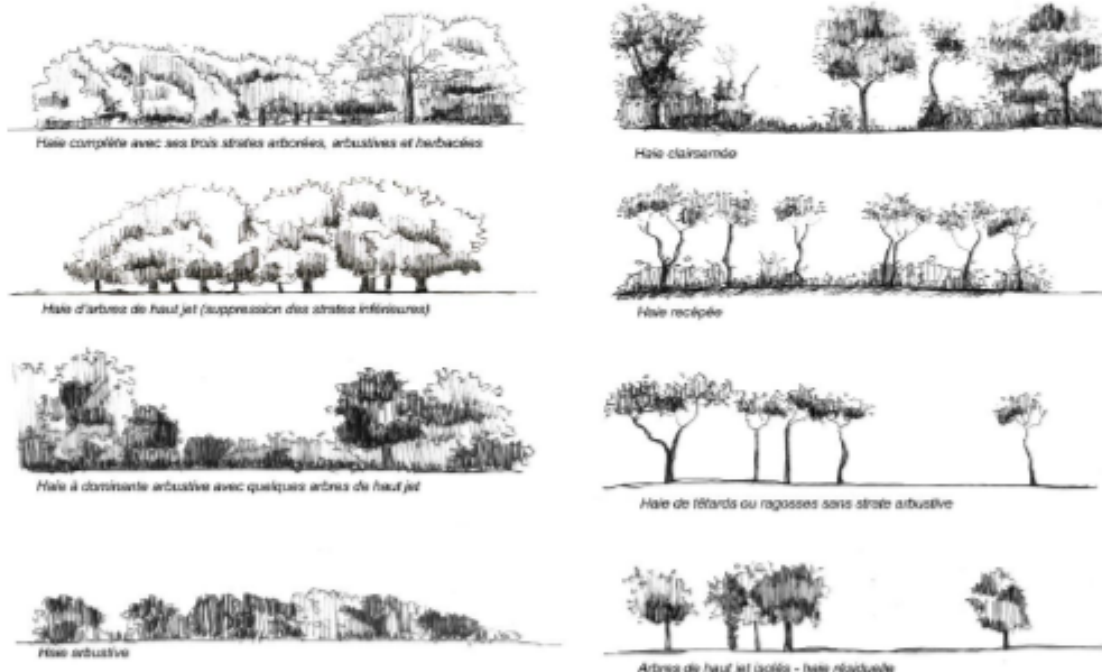 Haie complète avec ses trois strates arborées, arbustives et herbacées
Haie d'arbres de haut jet (suppression des strates inférieures)
Haie à dominante arbustive avec quelques arbres de haut jet
Haie arbustive
Haie clairsemée
Haie recépée
Haie de têtards ou ragosses sans strate arbustive
Arbres de haut jet isolés - haie résiduelle